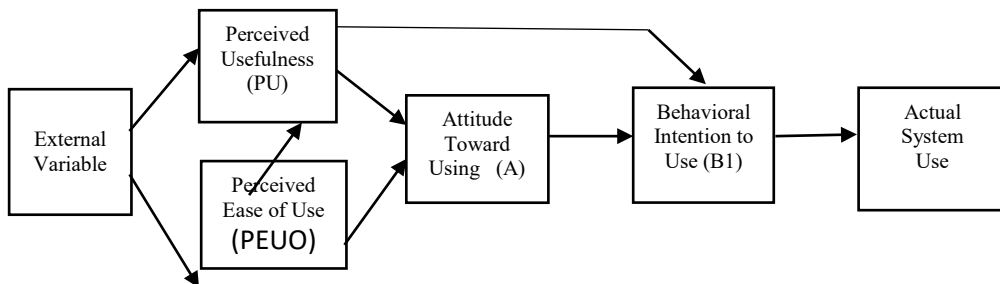 External
Variable
Perceived
Usefulness
(PU)
Perceived
Ease of Use
(PEUO)
Attitude
Toward
Using (A)
Behavioral
Intention to
Use (B1)
Actual
System
Use